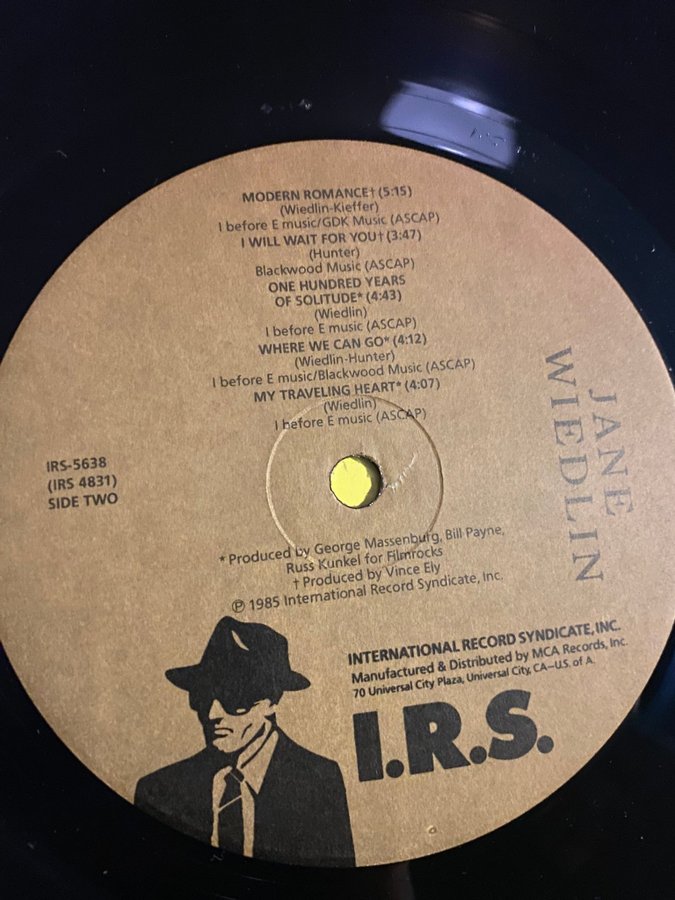 MODERN ROMANCE† (5:15)
(Wiedlin-Kieffer)
I before E music/GDK Music (ASCAP)
I WILL WAIT FOR YOU† (3:47)
(Hunter)
Blackwood Music (ASCAP)
ONE HUNDRED YEARS
OF SOLITUDE* (4:43)
(Wiedlin)
I before E music (ASCAP)
WHERE WE CAN GO* (4:12)
(Wiedlin-Hunter)
I before E music/Blackwood Music (ASCAP)
MY TRAVELING HEART* (4:07)
(Wiedlin)
I before E music (ASCAP)
JANE
WIEDLIN
IRS-5638
(IRS 4831)
SIDE TWO
* Produced by George Massenburg, Bill Payne,
Russ Kunkel for Filmrocks
† Produced by Vince Ely
℗ 1985 International Record Syndicate, Inc.
INTERNATIONAL RECORD SYNDICATE, INC.
Manufactured & Distributed by MCA Records, Inc.
70 Universal City Plaza, Universal City, CA—U.S. of A.
I.R.S.